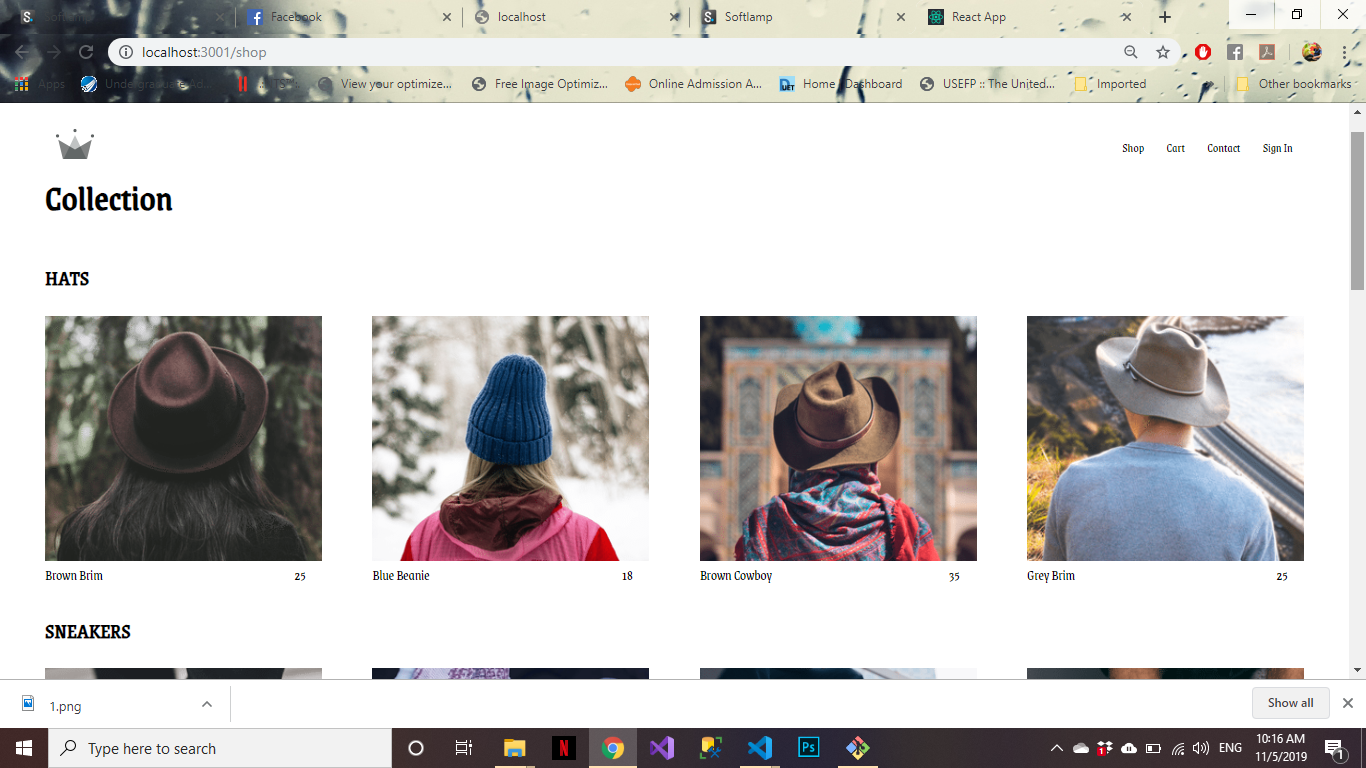 Softlamp
Facebook
localhost
Softlamp
React App
localhost:3001/shop
Apps
View your optimize...
Free Image Optimiz...
Online Admission A...
Home | Dashboard
USEFP :: The United...
Imported
Other bookmarks
Shop Cart Contact Sign In
Collection
HATS
Brown Brim 25
Blue Beanie 18
Brown Cowboy 35
Grey Brim 25
SNEAKERS
1.png
Show all
Type here to search
Ps
ENG
10:16 AM
11/5/2019